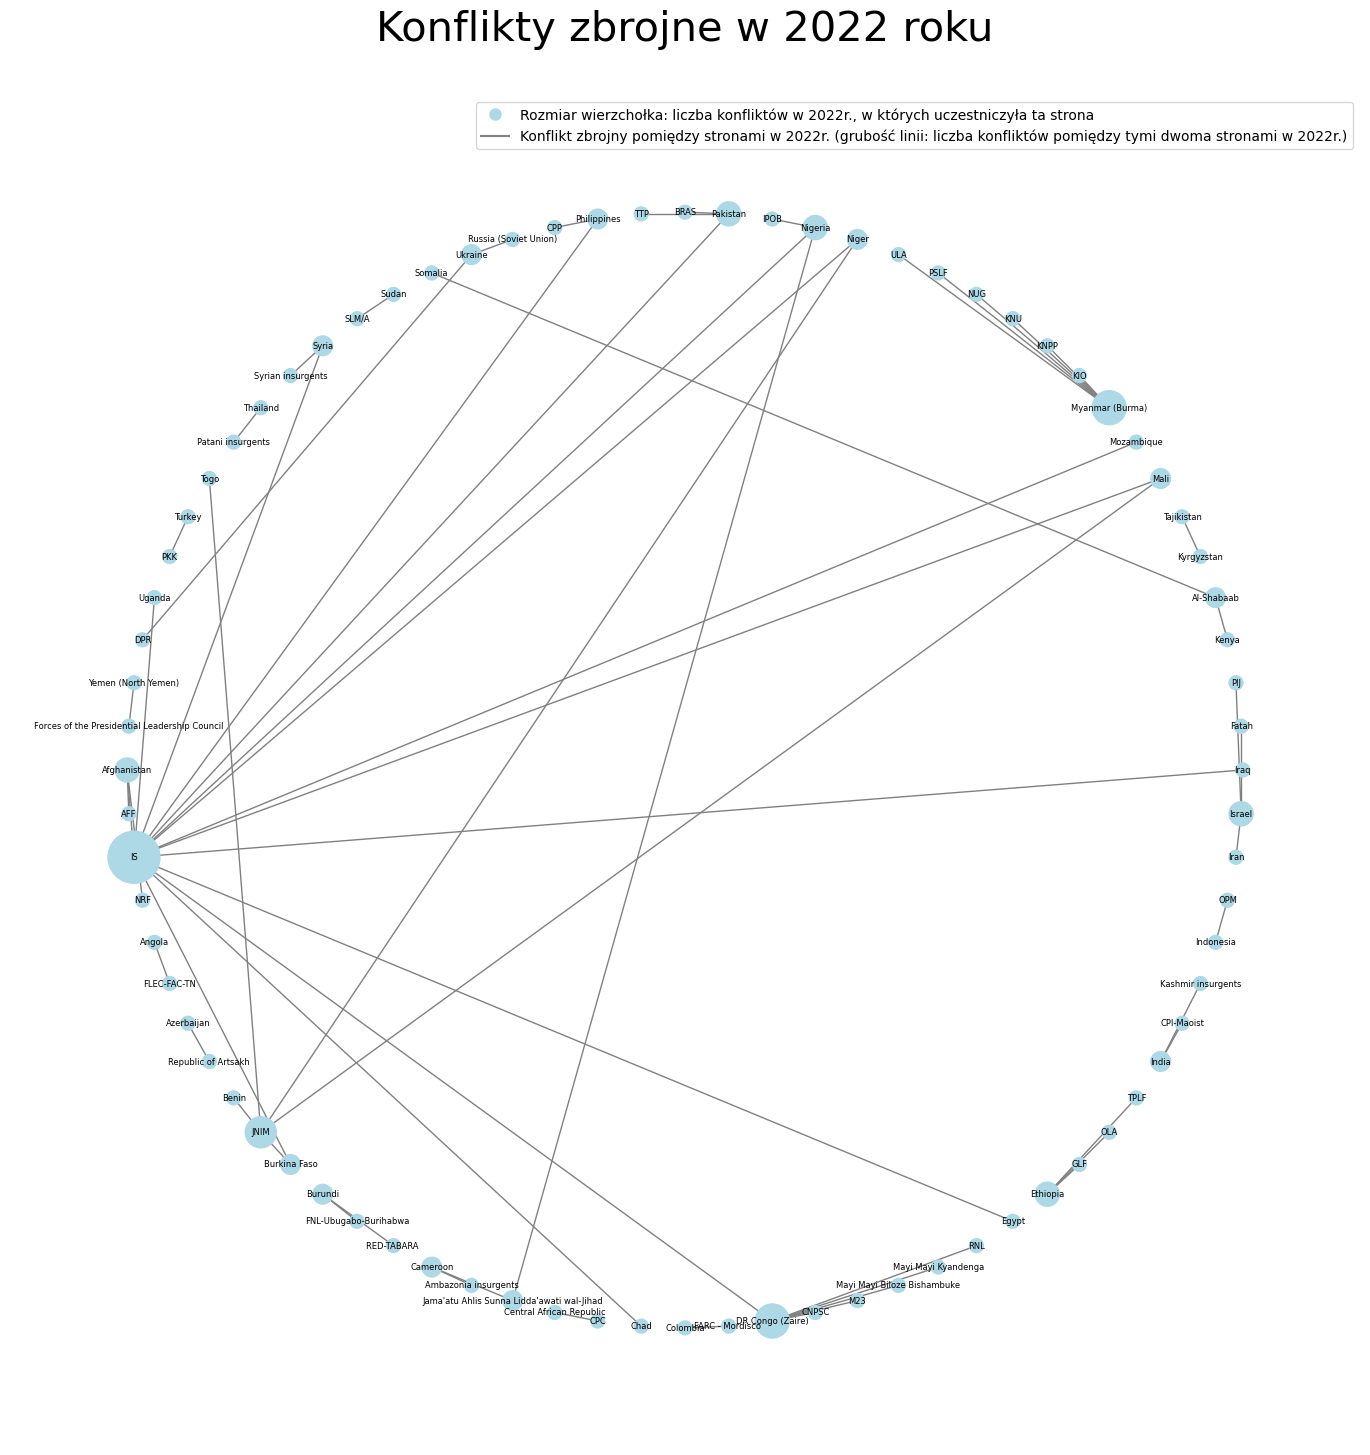 Konflikty zbrojne w 2022 roku
Rozmiar wierzchołka: liczba konfliktów w 2022r., w których uczestniczyła ta strona
Konflikt zbrojny pomiędzy stronami w 2022r. (grubość linii: liczba konfliktów pomiędzy tymi dwoma stronami w 2022r.)
TTP
BRAS
Pakistan
IPOB
Philippines
CPP
Nigeria
Russia (Soviet Union)
Niger
Ukraine
ULA
Somalia
PSLF
Sudan
NUG
SLM/A
KNU
Syria
KNPP
Syrian insurgents
KIO
Thailand
Myanmar (Burma)
Patani insurgents
Mozambique
Togo
Mali
Turkey
Tajikistan
PKK
Kyrgyzstan
Uganda
Al-Shabaab
DPR
Kenya
Yemen (North Yemen)
PIJ
Forces of the Presidential Leadership Council
Fatah
Afghanistan
Iraq
AFF
Israel
IS
Iran
NRF
OPM
Angola
Indonesia
FLEC-FAC-TN
Kashmir insurgents
Azerbaijan
CPI-Maoist
Republic of Artsakh
India
Benin
TPLF
JNIM
OLA
Burkina Faso
GLF
Burundi
Ethiopia
FNL-Ubugabo-Burihabwa
Egypt
RED-TABARA
RNL
Cameroon
Mayi Mayi Kyandenga
Ambazonia insurgents
Mayi Mayi Biloze Bishambuke
Jama'atu Ahlis Sunna Lidda'awati wal-Jihad
M23
Central African Republic
CNPSC
CPC
DR Congo (Zaire)
Chad
Colombia
FARC - Mordisco